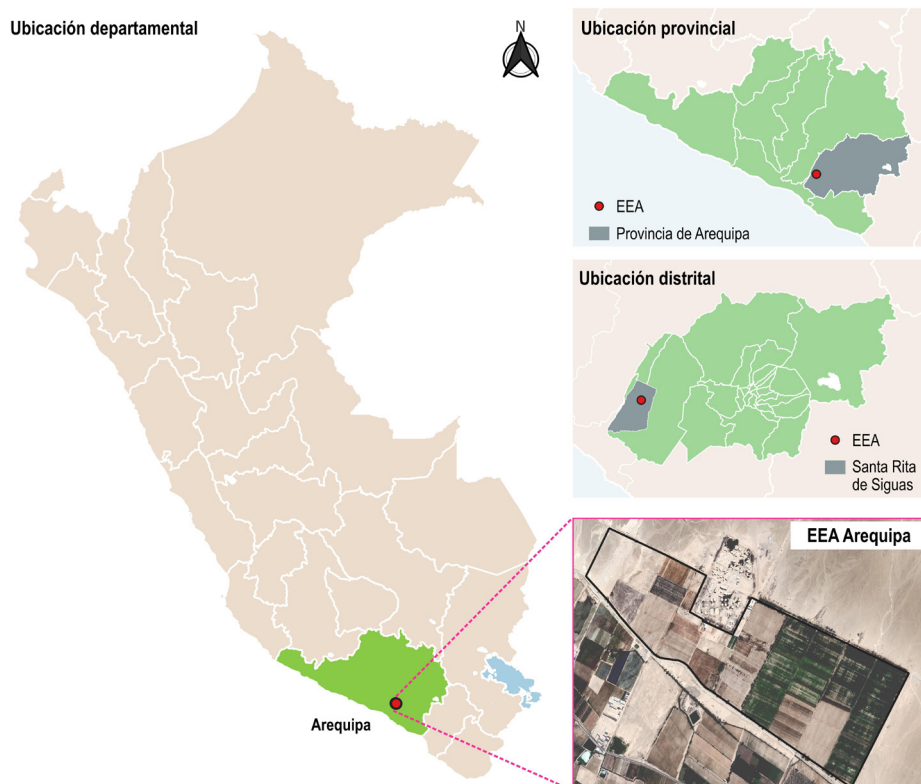 Ubicación departamental
N
Arequipa
Ubicación provincial
EEA
Provincia de Arequipa
Ubicación distrital
EEA
Santa Rita
de Siguas
EEA Arequipa